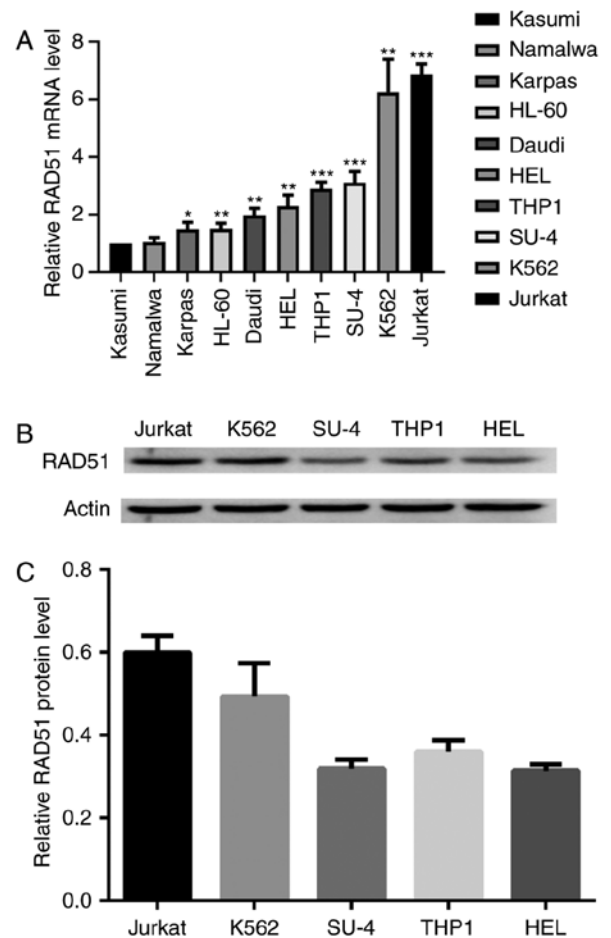 A
Relative RAD51 mRNA level
8
6
4
2
0
*
**
**
**
***
***
**
***
Kasumi
Namalwa
Karpas
HL-60
Daudi
HEL
THP1
SU-4
K562
Jurkat
Kasumi
Namalwa
Karpas
HL-60
Daudi
HEL
THP1
SU-4
K562
Jurkat
B
Jurkat K562 SU-4 THP1 HEL
RAD51
Actin
C
Relative RAD51 protein level
0.8
0.6
0.4
0.2
0.0
Jurkat K562 SU-4 THP1 HEL